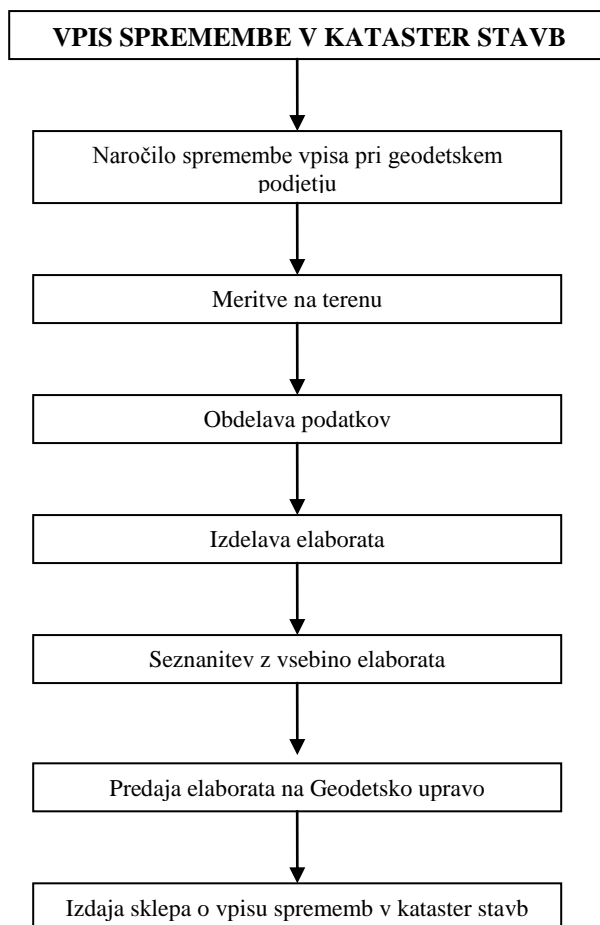 VPIS SPREMEMBE V KATASTER STAVB
Naročilo spremembe vpisa pri geodetskem
podjetju
Meritve na terenu
Obdelava podatkov
Izdelava elaborata
Seznanitev z vsebino elaborata
Predaja elaborata na Geodetsko upravo
Izdaja sklepa o vpisu sprememb v kataster stavb